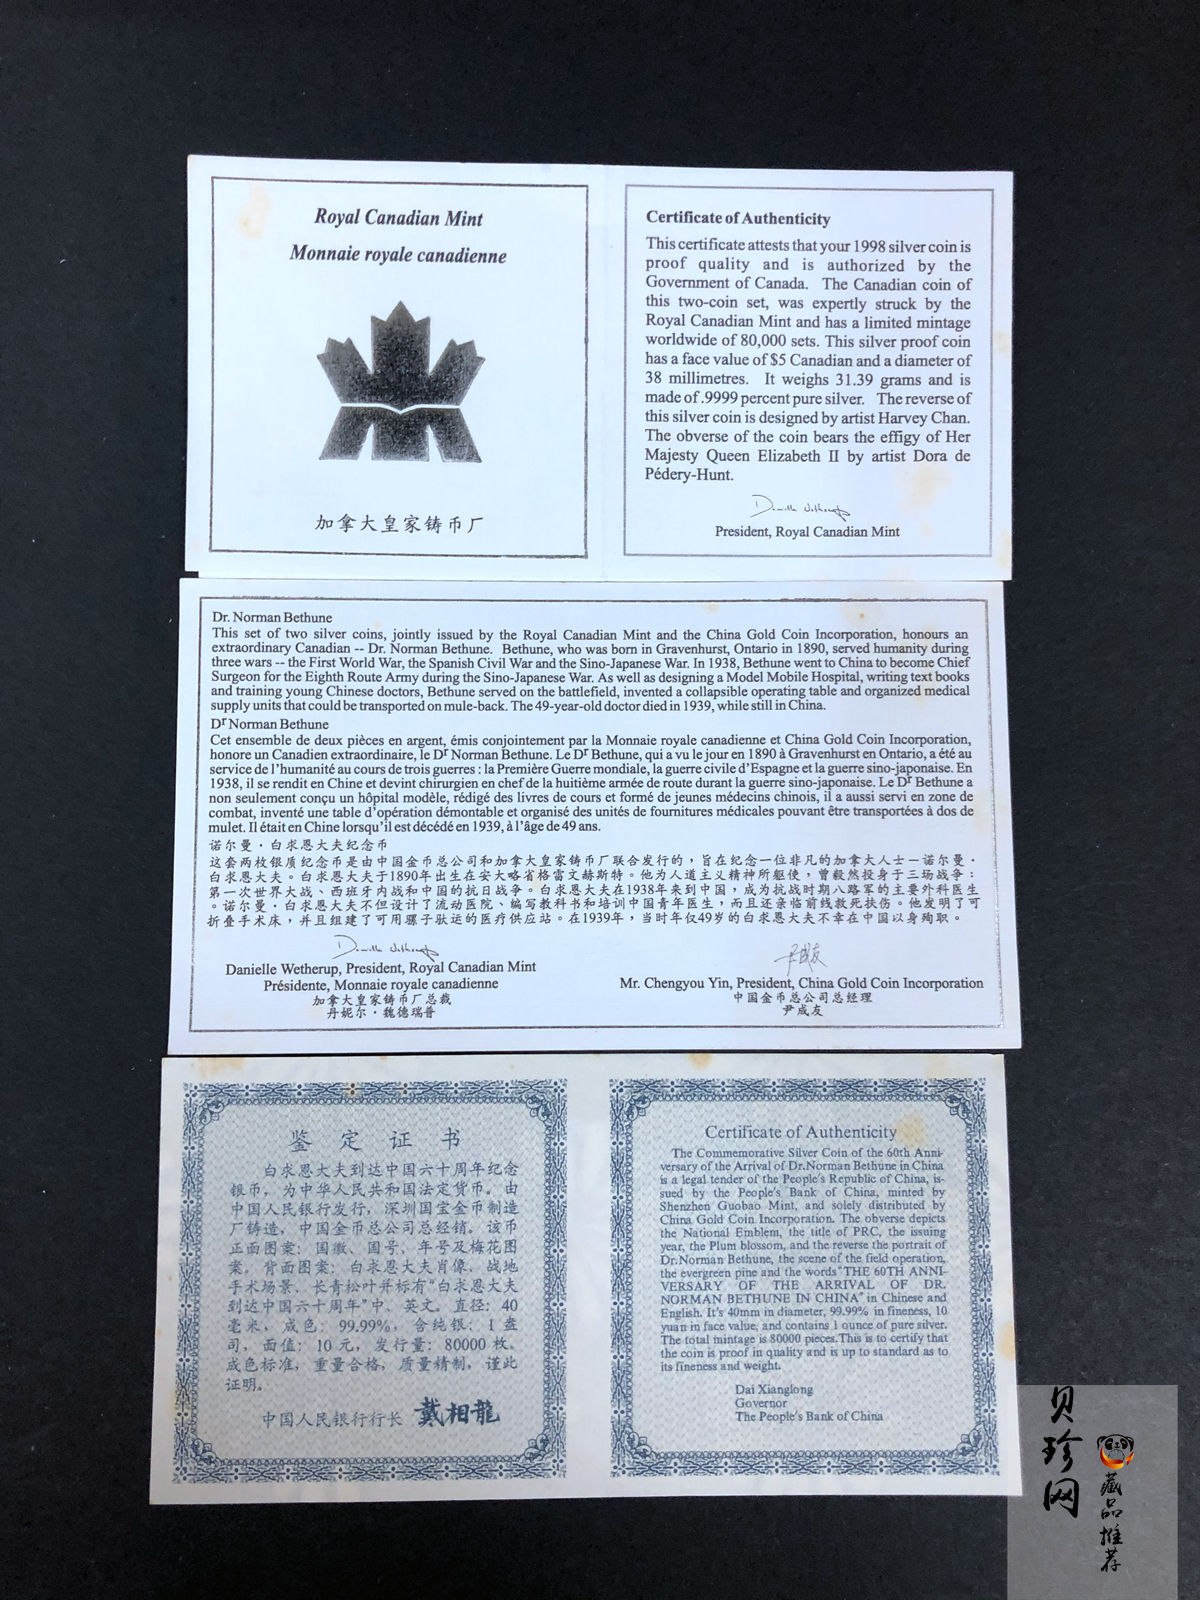 Royal Canadian Mint
Monnaie royale canadienne
加拿大皇家铸币厂
Certificate of Authenticity
This certificate attests that your 1998 silver coin is
proof quality and is authorized by the
Government of Canada. The Canadian coin of
this two-coin set, was expertly struck by the
Royal Canadian Mint and has a limited mintage
worldwide of 80,000 sets. This silver proof coin
has a face value of $5 Canadian and a diameter of
38 millimetres. It weighs 31.39 grams and is
made of .9999 percent pure silver. The reverse of
this silver coin is designed by artist Harvey Chan.
The obverse of the coin bears the effigy of Her
Majesty Queen Elizabeth II by artist Dora de
Pédery-Hunt.
President, Royal Canadian Mint
Dr. Norman Bethune
This set of two silver coins, jointly issued by the Royal Canadian Mint and the China Gold Coin Incorporation, honours an
extraordinary Canadian -- Dr. Norman Bethune. Bethune, who was born in Gravenhurst, Ontario in 1890, served humanity during
three wars -- the First World War, the Spanish Civil War and the Sino-Japanese War. In 1938, Bethune went to China to become Chief
Surgeon for the Eighth Route Army during the Sino-Japanese War. As well as designing a Model Mobile Hospital, writing text books
and training young Chinese doctors, Bethune served on the battlefield, invented a collapsible operating table and organized medical
supply units that could be transported on mule-back. The 49-year-old doctor died in 1939, while still in China.
Dr Norman Bethune
Cet ensemble de deux pièces en argent, émis conjointement par la Monnaie royale canadienne et China Gold Coin Incorporation,
honore un Canadien extraordinaire, le Dr Norman Bethune. Le Dr Bethune, qui a vu le jour en 1890 à Gravenhurst en Ontario, a été au
service de l'humanité au cours de trois guerres : la Première Guerre mondiale, la guerre civile d'Espagne et la guerre sino-japonaise. En
1938, il se rendit en Chine et devint chirurgien en chef de la huitième armée de route durant la guerre sino-japonaise. Le Dr Bethune a
non seulement conçu un hôpital modèle, rédigé des livres de cours et formé de jeunes médecins chinois, il a aussi servi en zone de
combat, inventé une table d'opération démontable et organisé des unités de fournitures médicales pouvant être transportées à dos de
mulet. Il était en Chine lorsqu'il est décédé en 1939, à l'âge de 49 ans.
诺尔曼·白求恩大夫纪念币
这套两枚银质纪念币是由中国金币总公司和加拿大皇家铸币厂联合发行的，旨在纪念一位非凡的加拿大人士－诺尔曼·
白求恩大夫。白求恩大夫于1890年出生在安大略省格雷文赫斯特。他为人道主义精神所躯使，曾毅然投身于三场战争：
第一次世界大战、西班牙内战和中国的抗日战争。白求恩大夫在1938年来到中国，成为抗战时期八路军的主要外科医生
。诺尔曼·白求恩大夫不但设计了流动医院、编写教科书和培训中国青年医生，而且还亲临前线救死扶伤。他发明了可
折叠手术床，并且组建了可用骡子驮运的医疗供应站。在1939年，当时年仅49岁的白求恩大夫不幸在中国以身殉职。
Danielle Wetherup, President, Royal Canadian Mint
Présidente, Monnaie royale canadienne
加拿大皇家铸币厂总裁
丹妮尔·魏德瑞普
尹成友
Mr. Chengyou Yin, President, China Gold Coin Incorporation
中国金币总公司总经理
尹成友
鉴定证书
白求恩大夫到达中国六十周年纪念
银币，为中华人民共和国法定货币。由
中国人民银行发行，深圳国宝金币制造
厂铸造，中国金币总公司总经销。该币
正面图案：国徽、国号、年号及梅花图
案。背面图案：白求恩大夫肖像、战地
手术场景、长青松叶并标有“白求恩大夫
到达中国六十周年”中、英文。直径：40
毫米，成色：99.99%，含纯银：1盎
司，面值：10元，发行量：80000枚。
成色标准，重量合格，质量精制，谨此
证明。
中国人民银行行长 戴相龍
Certificate of Authenticity
The Commemorative Silver Coin of the 60th Anni-
versary of the Arrival of Dr.Norman Bethune in China
is a legal tender of the People's Republic of China, is-
sued by the People's Bank of China, minted by
Shenzhen Guobao Mint, and solely distributed by
China Gold Coin Incorporation. The obverse depicts
the National Emblem, the title of PRC, the issuing
year, the Plum blossom, and the reverse the portrait of
Dr.Norman Bethune, the scene of the field operation,
the evergreen pine and the words"THE 60TH ANNI-
VERSARY OF THE ARRIVAL OF DR.
NORMAN BETHUNE IN CHINA" in Chinese and
English. It's 40mm in diameter, 99.99% in fineness, 10
yuan in face value, and contains 1 ounce of pure silver.
The total mintage is 80000 pieces.This is to certify that
the coin is proof in quality and is up to standard as to
its fineness and weight.
Dai Xianglong
Governor
The People's Bank of China
贝珍网
藏品推荐